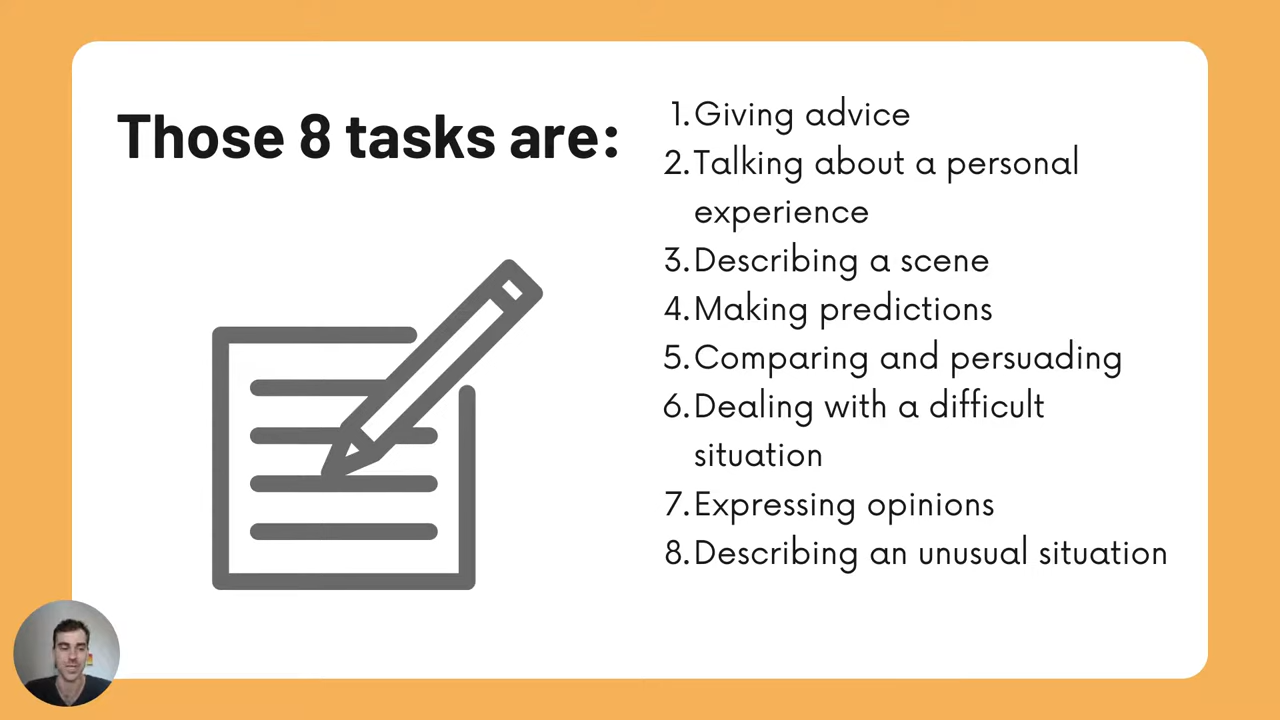 Those 8 tasks are:
1. Giving advice
2. Talking about a personal
experience
3. Describing a scene
4. Making predictions
5. Comparing and persuading
6. Dealing with a difficult
situation
7. Expressing opinions
8. Describing an unusual situation